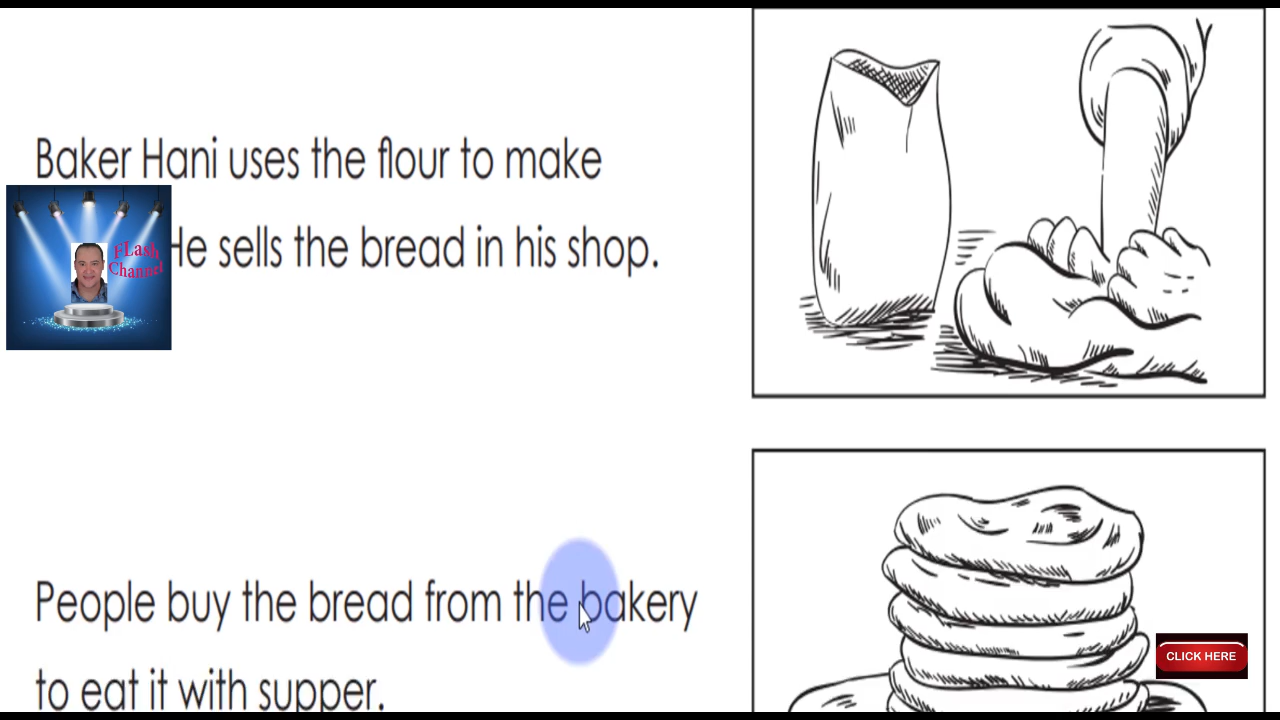 Baker Hani uses the flour to make
He sells the bread in his shop.
FLash
Channel
People buy the bread from the bakery
to eat it with supper.
CLICK HERE